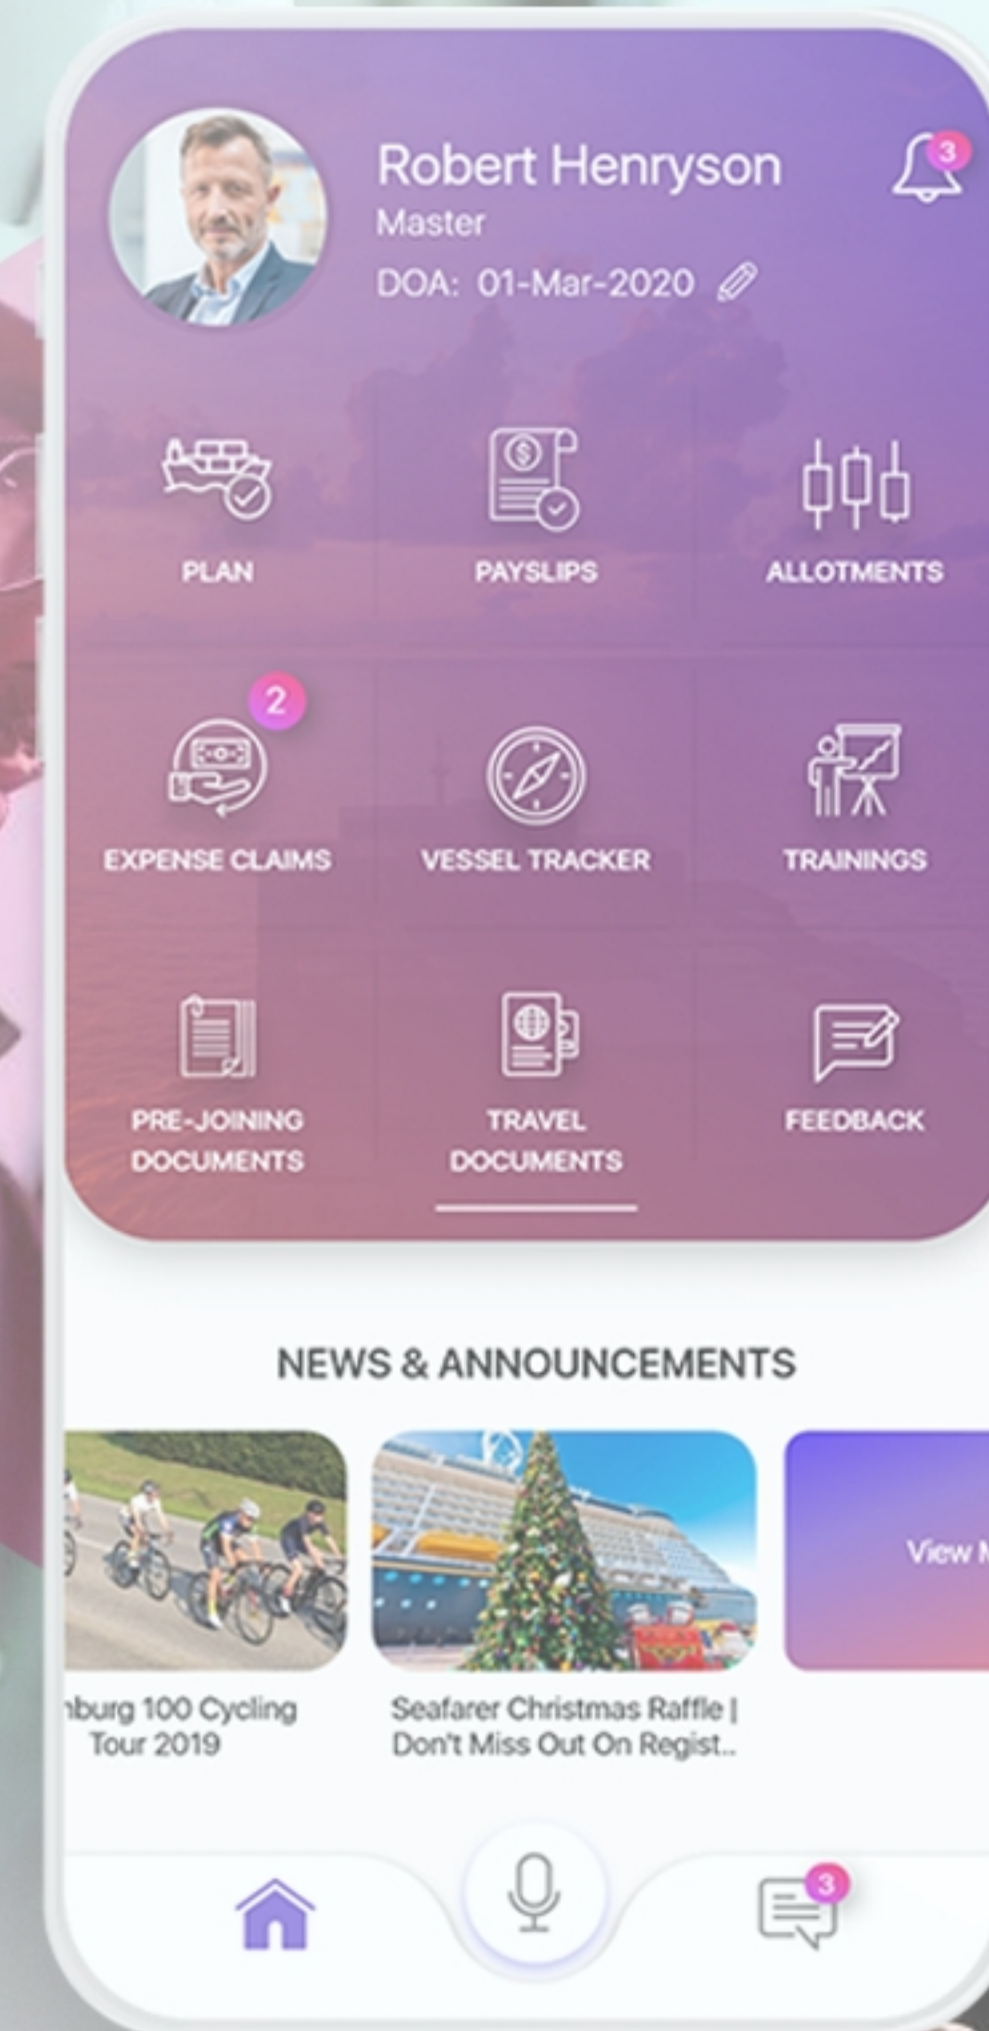 Robert Henryson
3
Master
DOA: 01-Mar-2020
PLAN
PAYSLIPS
ALLOTMENTS
2
EXPENSE CLAIMS
VESSEL TRACKER
TRAININGS
PRE-JOINING
DOCUMENTS
TRAVEL
DOCUMENTS
FEEDBACK
NEWS & ANNOUNCEMENTS
View
nburg 100 Cycling
Tour 2019
Seafarer Christmas Raffle |
Don't Miss Out On Regist..
3